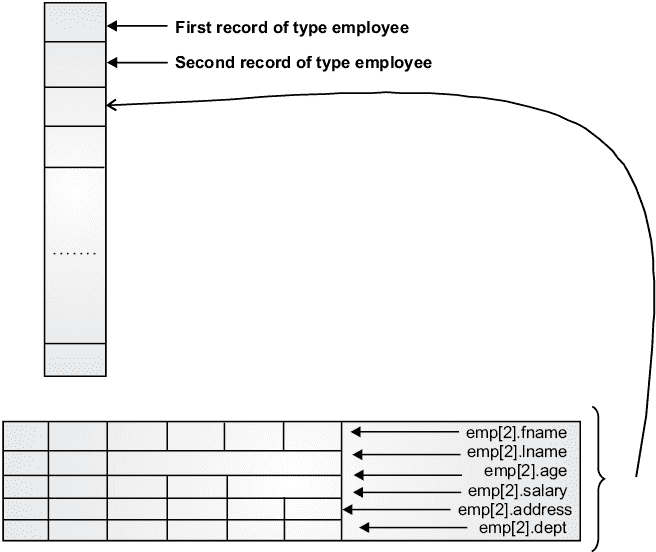 First record of type employee
Second record of type employee
.......
emp[2].fname
emp[2].lname
emp[2].age
emp[2].salary
emp[2].address
emp[2].dept